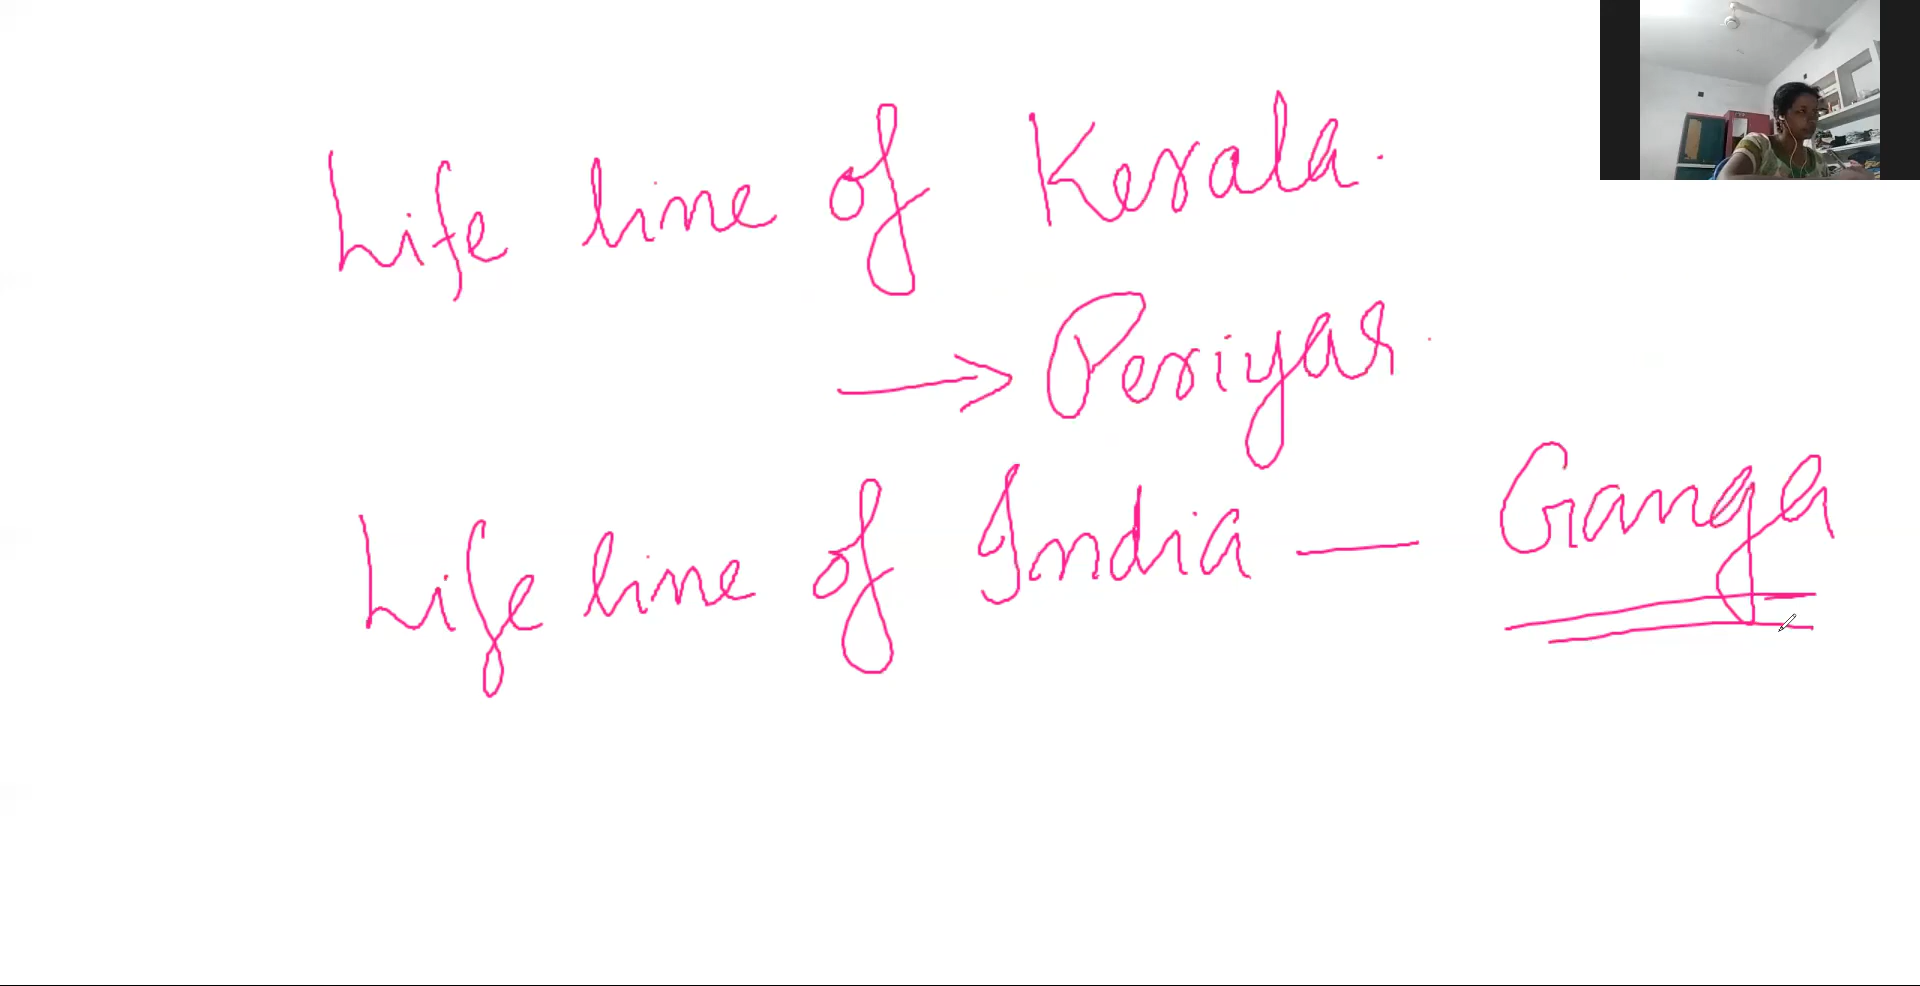 Life line of Kerala.
→ Periyar.
Life line of India — Ganga